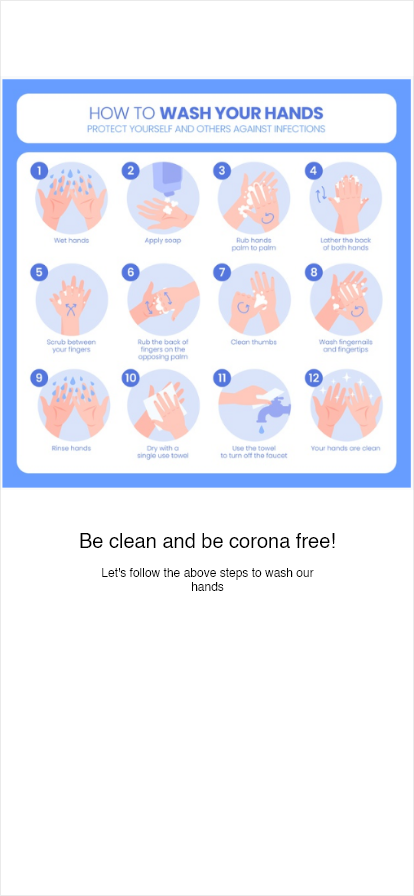 HOW TO WASH YOUR HANDS
PROTECT YOURSELF AND OTHERS AGAINST INFECTIONS
1
Wet hands
2
Apply soap
3
Rub hands
palm to palm
4
Lather the back
of both hands
5
Scrub between
your fingers
6
Rub the back of
fingers on the
opposing palm
7
Clean thumbs
8
Wash fingernails
and fingertips
9
Rinse hands
10
Dry with a
single use towel
11
Use the towel
to turn off the faucet
12
Your hands are clean
Be clean and be corona free!
Let's follow the above steps to wash our
hands